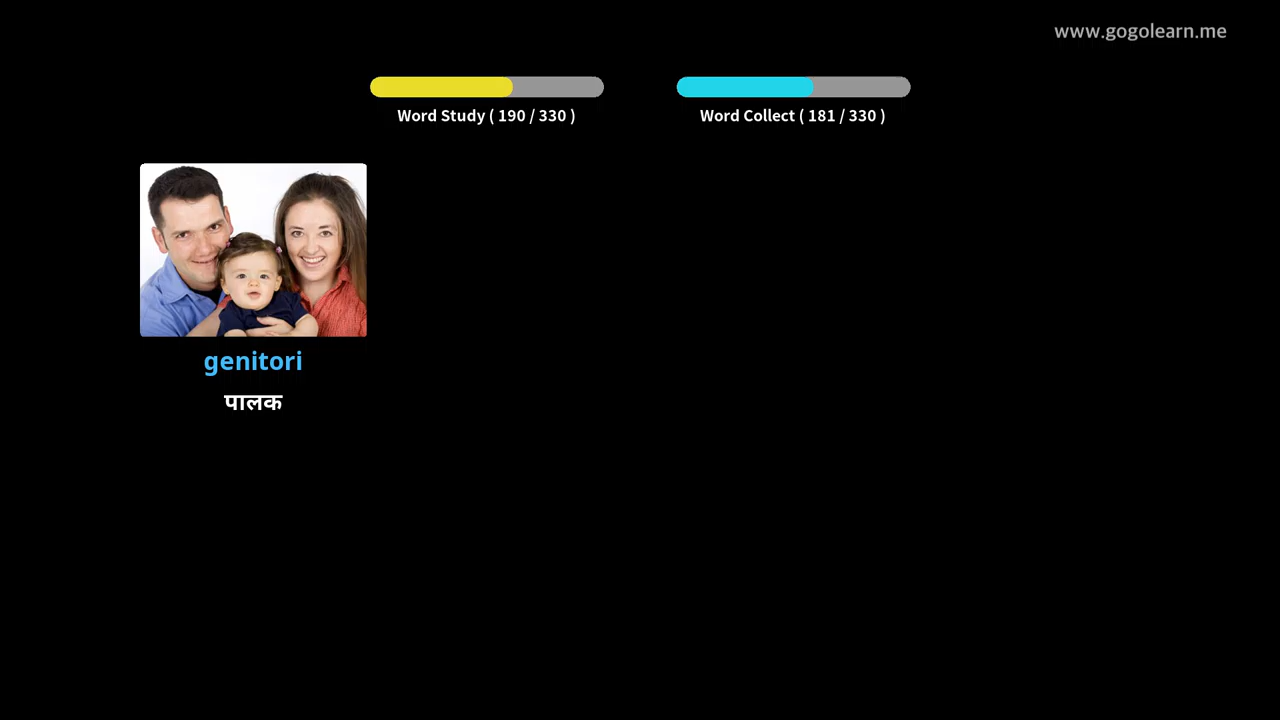 www.gogolearn.me
Word Study ( 190 / 330 )
Word Collect ( 181 / 330 )
genitori
पालक